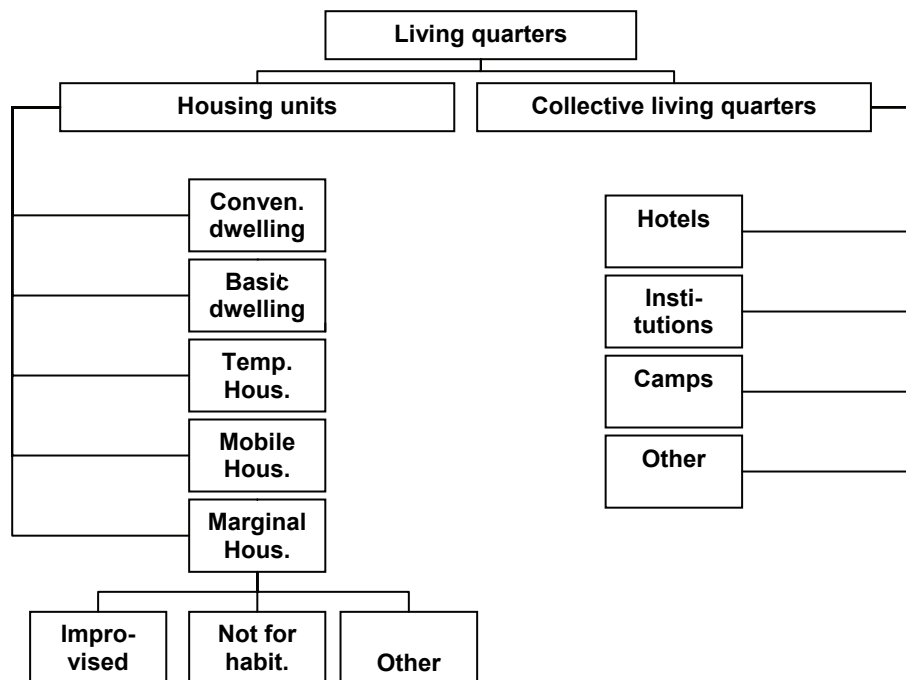 Living quarters
Housing units
Collective living quarters
Conven.
dwelling
Basic
dwelling
Temp.
Hous.
Mobile
Hous.
Marginal
Hous.
Hotels
Insti-
tutions
Camps
Other
Impro-
vised
Not for
habit.
Other